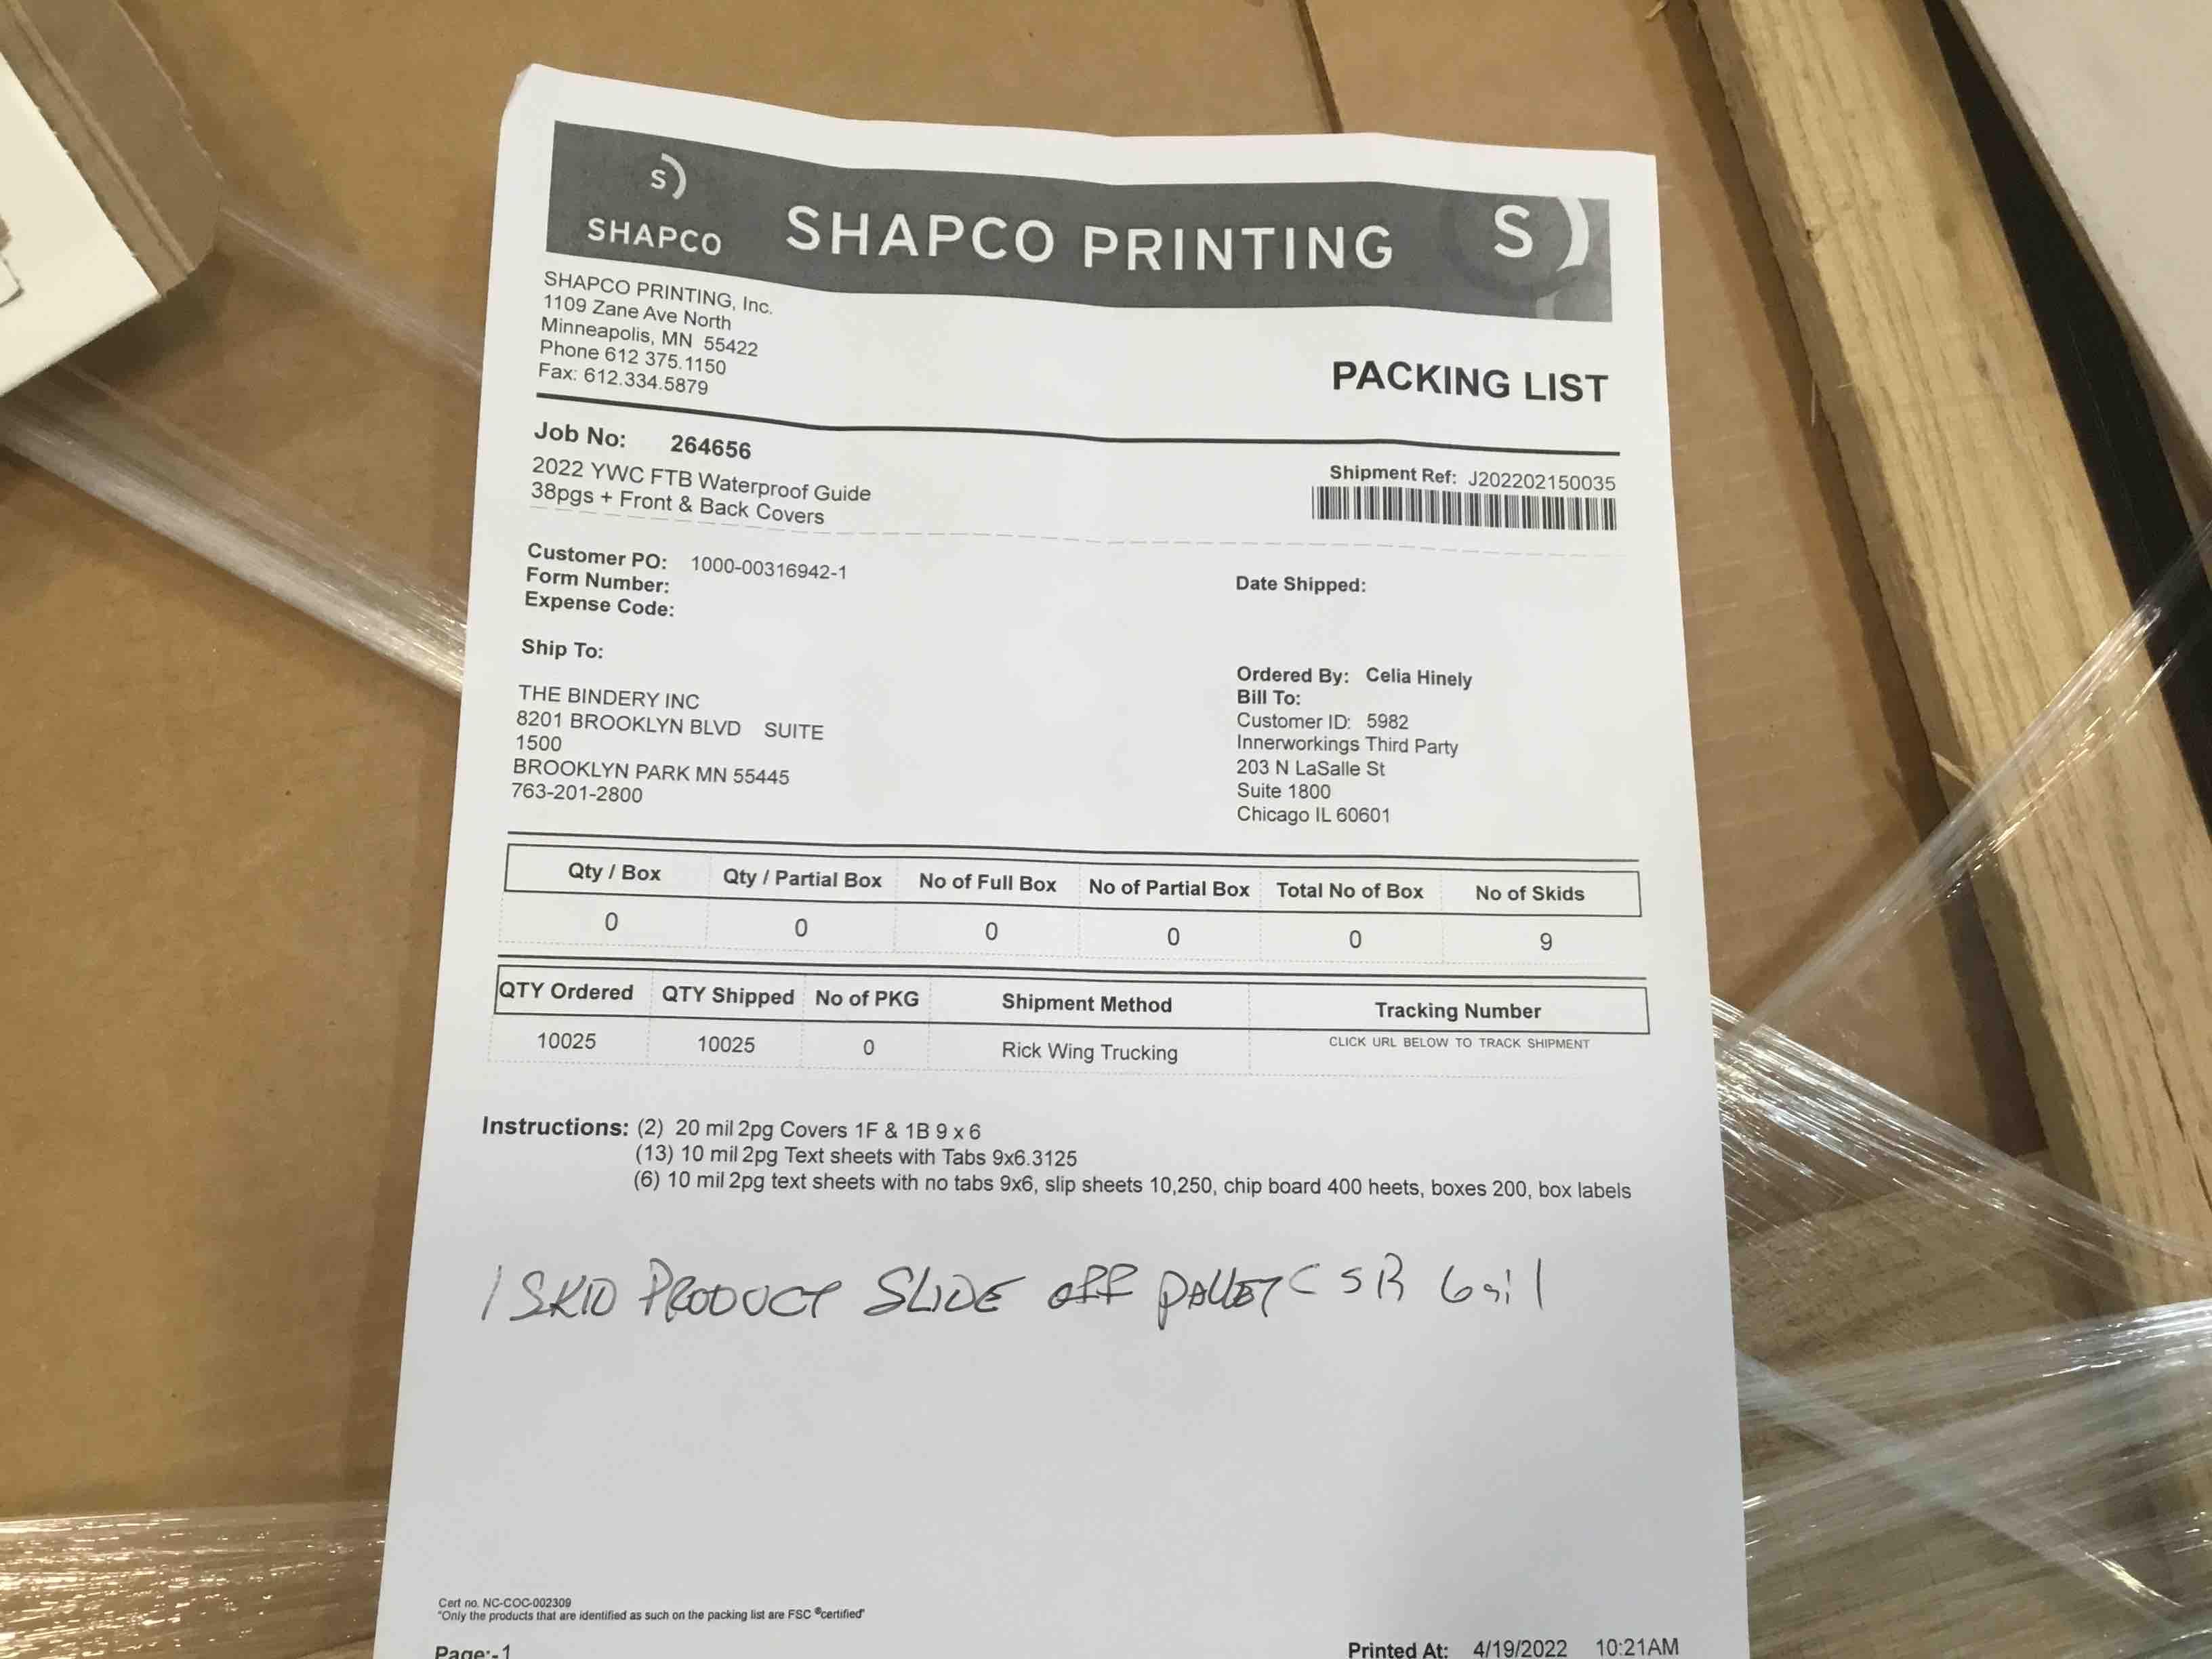 S)
SHAPCO
SHAPCO PRINTING
S)
SHAPCO PRINTING, Inc.
1109 Zane Ave North
Minneapolis, MN 55422
Phone 612 375.1150
Fax: 612.334.5879
PACKING LIST
Job No: 264656
2022 YWC FTB Waterproof Guide
38pgs + Front & Back Covers
Shipment Ref: J202202150035
Customer PO: 1000-00316942-1
Form Number:
Expense Code:
Date Shipped:
Ship To:
THE BINDERY INC
8201 BROOKLYN BLVD SUITE
1500
BROOKLYN PARK MN 55445
763-201-2800
Ordered By: Celia Hinely
Bill To:
Customer ID: 5982
Innerworkings Third Party
203 N LaSalle St
Suite 1800
Chicago IL 60601
Qty / Box Qty / Partial Box No of Full Box No of Partial Box Total No of Box No of Skids
0 0 0 0 0 9
QTY Ordered QTY Shipped No of PKG Shipment Method Tracking Number
10025 10025 0 Rick Wing Trucking CLICK URL BELOW TO TRACK SHIPMENT
Instructions: (2) 20 mil 2pg Covers 1F & 1B 9 x 6
(13) 10 mil 2pg Text sheets with Tabs 9x6.3125
(6) 10 mil 2pg text sheets with no tabs 9x6, slip sheets 10,250, chip board 400 heets, boxes 200, box labels
1 SKID PRODUCT SLIDE OFF PALLET CSR Gail
Cert no. NC-COC-002309
"Only the products that are identified as such on the packing list are FSC ®certified"
Page:-1
Printed At: 4/19/2022 10:21AM